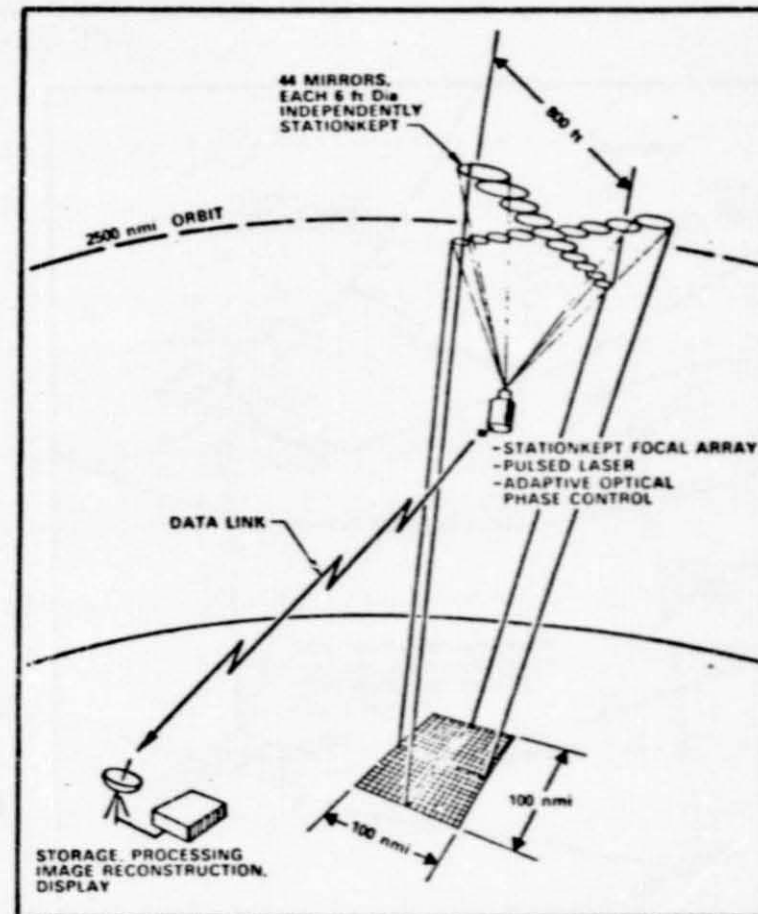 44 MIRRORS,
EACH 6 ft Dia
INDEPENDENTLY
STATIONKEPT
800 ft
2500 nmi ORBIT
-STATIONKEPT FOCAL ARRAY
-PULSED LASER
-ADAPTIVE OPTICAL
PHASE CONTROL
DATA LINK
100 nmi
100 nmi
STORAGE, PROCESSING
IMAGE RECONSTRUCTION,
DISPLAY